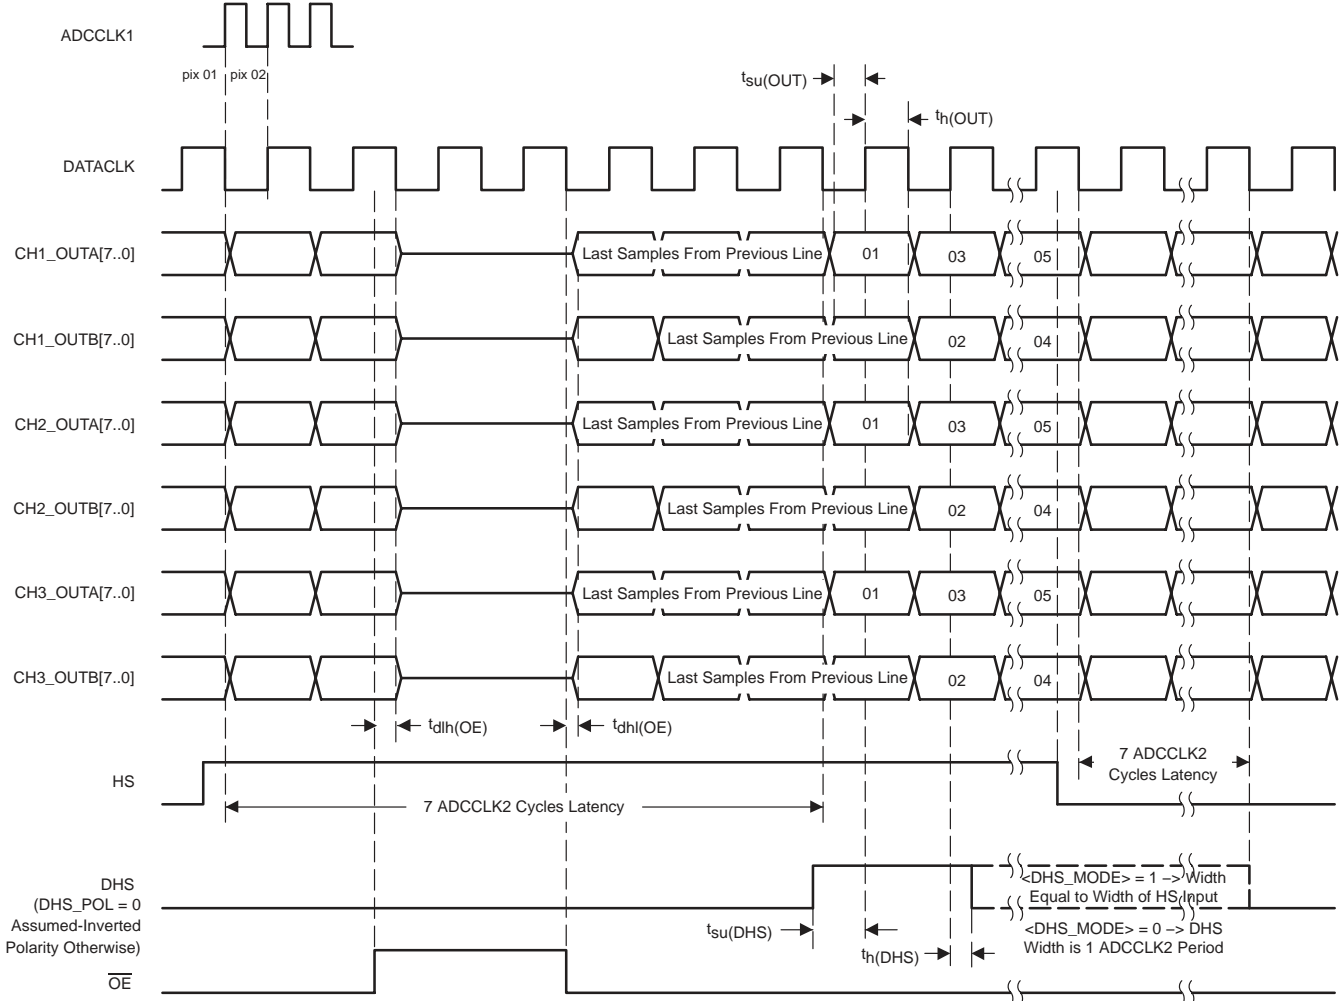 ADCCLK1
pix 01
pix 02
tsu(OUT)
th(OUT)
DATACLK
CH1_OUTA[7..0]
Last Samples From Previous Line
01
03
05
CH1_OUTB[7..0]
Last Samples From Previous Line
02
04
CH2_OUTA[7..0]
Last Samples From Previous Line
01
03
05
CH2_OUTB[7..0]
Last Samples From Previous Line
02
04
CH3_OUTA[7..0]
Last Samples From Previous Line
01
03
05
CH3_OUTB[7..0]
Last Samples From Previous Line
02
04
tdlh(OE)
tdhl(OE)
HS
7 ADCCLK2 Cycles Latency
7 ADCCLK2
Cycles Latency
DHS
(DHS_POL = 0
Assumed-Inverted
Polarity Otherwise)
<DHS_MODE> = 1 –> Width
Equal to Width of HS Input
<DHS_MODE> = 0 –> DHS
Width is 1 ADCCLK2 Period
tsu(DHS)
th(DHS)
OE